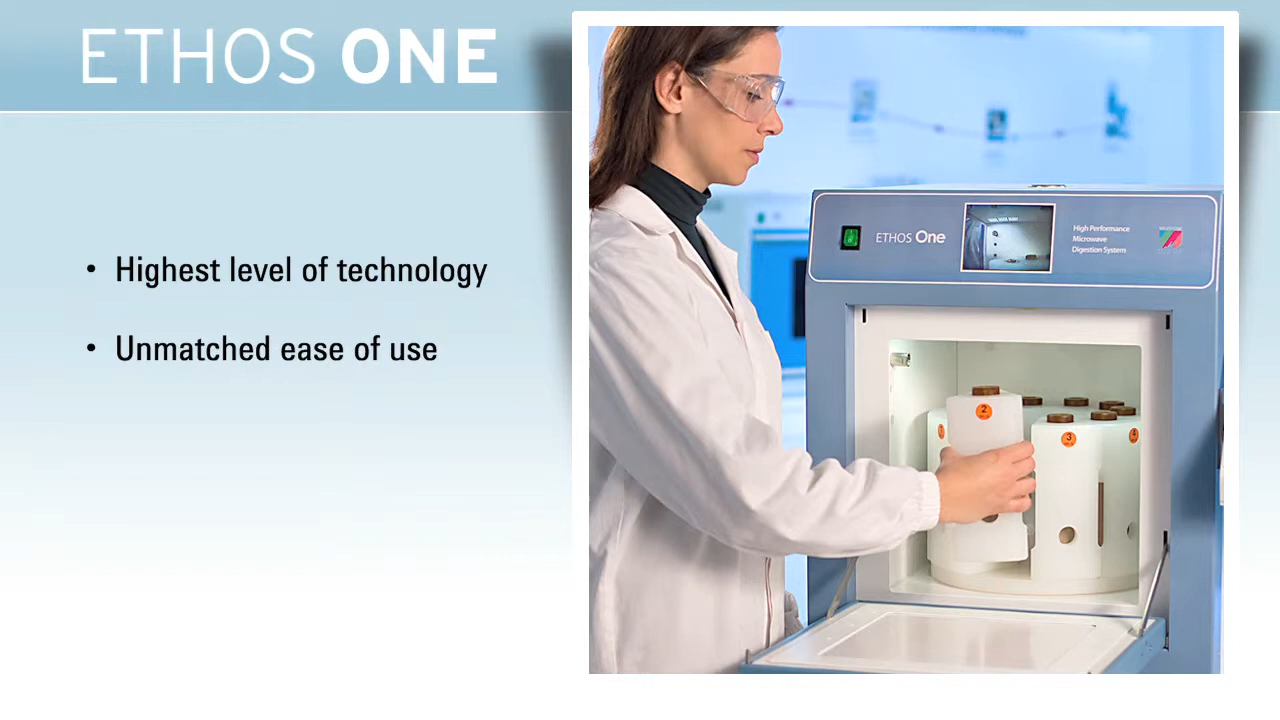 ETHOS ONE
• Highest level of technology
• Unmatched ease of use
ETHOS One
High Performance
Microwave
Digestion System
2
3
4